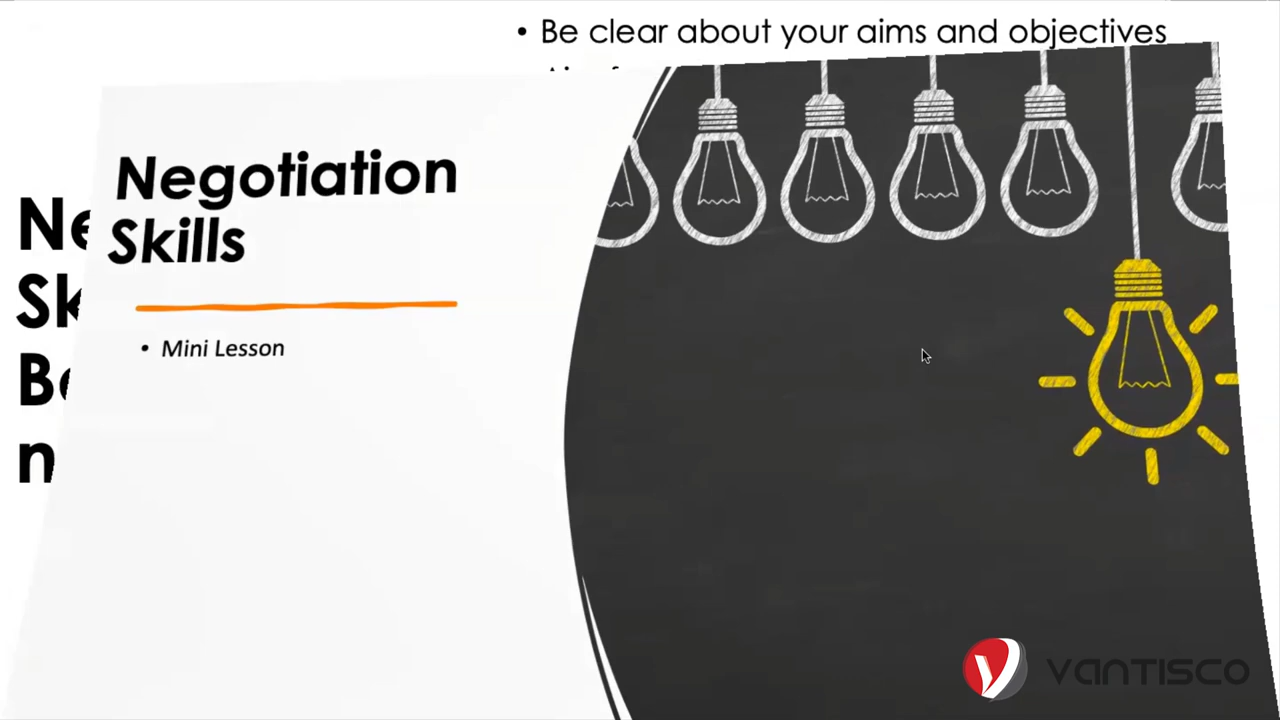 • Be clear about your aims and objectives
Negotiation
Skills
• Mini Lesson
VANTISCO